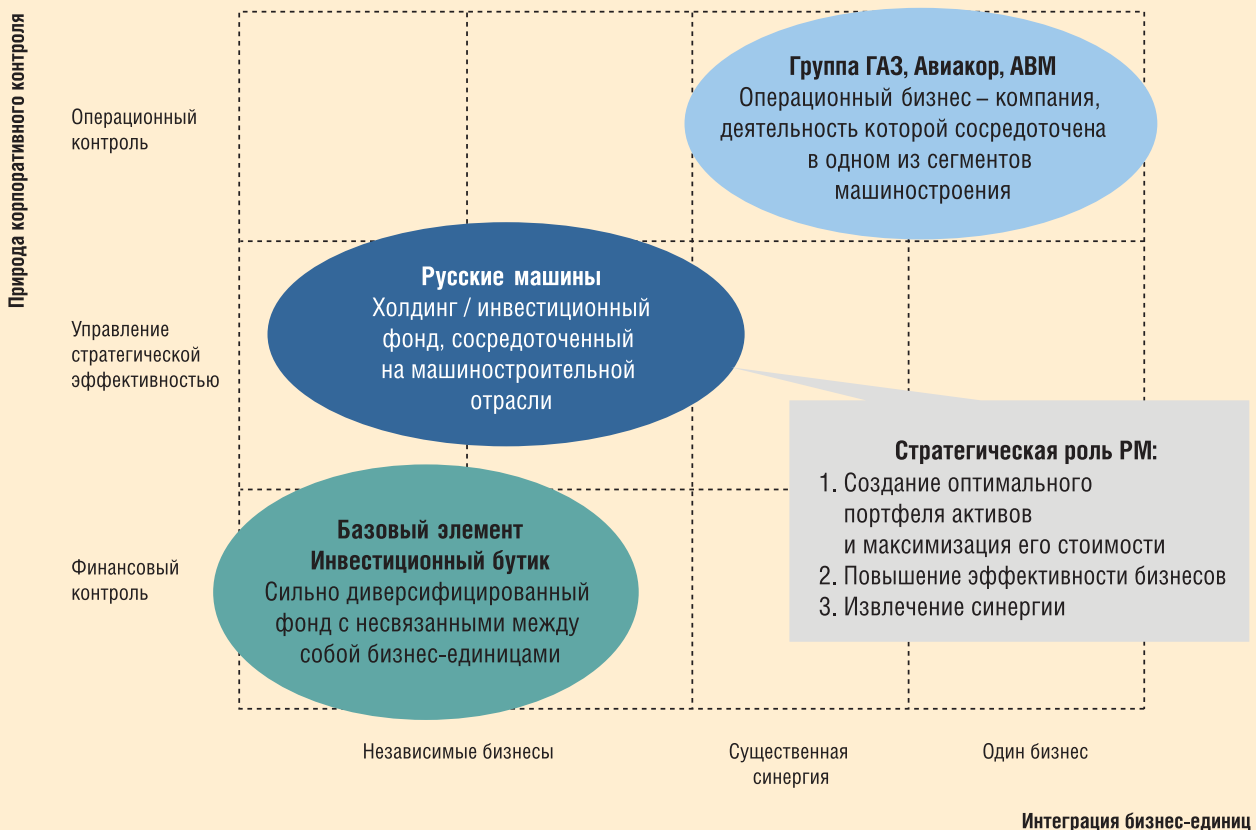 Природа корпоративного контроля
Операционный
контроль
Группа ГАЗ, Авиакор, АВМ
Операционный бизнес – компания,
деятельность которой сосредоточена
в одном из сегментов
машиностроения
Управление
стратегической
эффективностью
Русские машины
Холдинг / инвестиционный
фонд, сосредоточенный
на машиностроительной
отрасли
Стратегическая роль РМ:
1. Создание оптимального
портфеля активов
и максимизация его стоимости
2. Повышение эффективности бизнесов
3. Извлечение синергии
Финансовый
контроль
Базовый элемент
Инвестиционный бутик
Сильно диверсифицированный
фонд с несвязанными между
собой бизнес-единицами
Независимые бизнесы
Существенная
синергия
Один бизнес
Интеграция бизнес-единиц